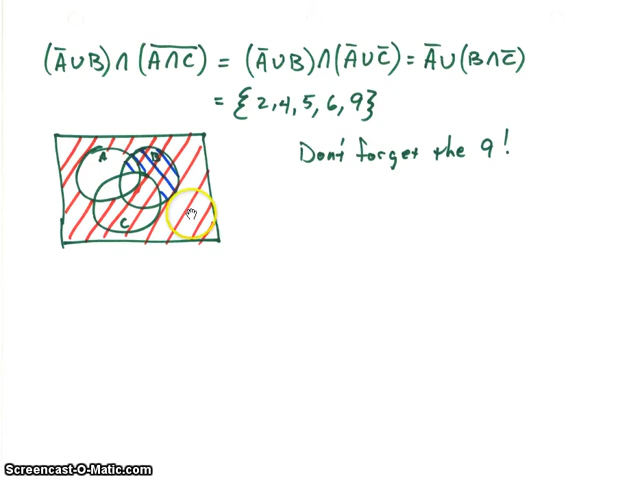 (A̅∪B)∩(A̅∩̅C̅) = (A̅∪B)∩(A̅∪C̅) = A̅∪(B∩C̅)
= {2,4,5,6,9}
Don't forget the 9!
A B
C
Screencast-O-Matic.com